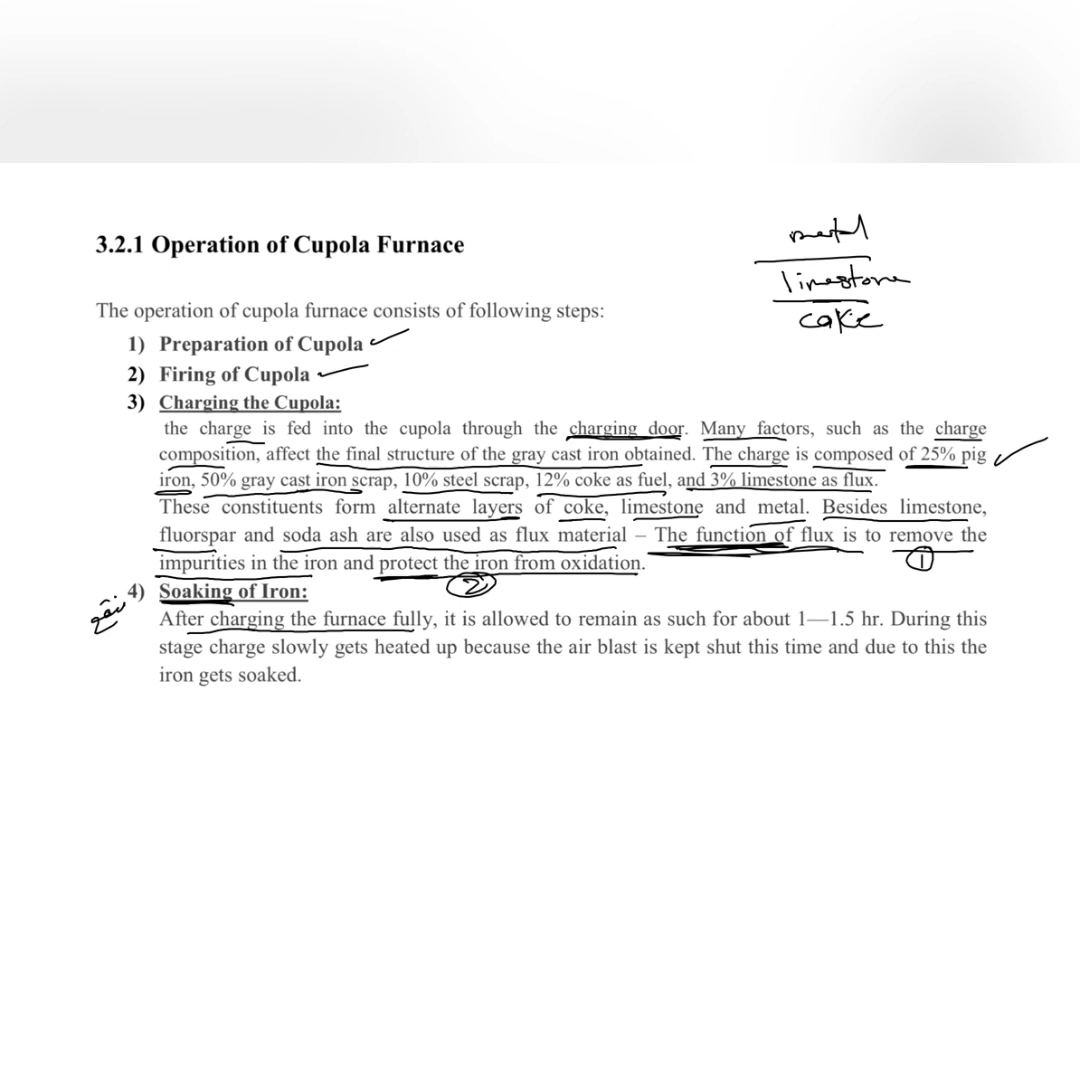 3.2.1 Operation of Cupola Furnace
metal
limestone
coke
The operation of cupola furnace consists of following steps:
1) Preparation of Cupola
2) Firing of Cupola
3) Charging the Cupola:
the charge is fed into the cupola through the charging door. Many factors, such as the charge
composition, affect the final structure of the gray cast iron obtained. The charge is composed of 25% pig
iron, 50% gray cast iron scrap, 10% steel scrap, 12% coke as fuel, and 3% limestone as flux.
These constituents form alternate layers of coke, limestone and metal. Besides limestone,
fluorspar and soda ash are also used as flux material – The function of flux is to remove the
impurities in the iron and protect the iron from oxidation.
1
2
4) Soaking of Iron:
نقع
After charging the furnace fully, it is allowed to remain as such for about 1—1.5 hr. During this
stage charge slowly gets heated up because the air blast is kept shut this time and due to this the
iron gets soaked.